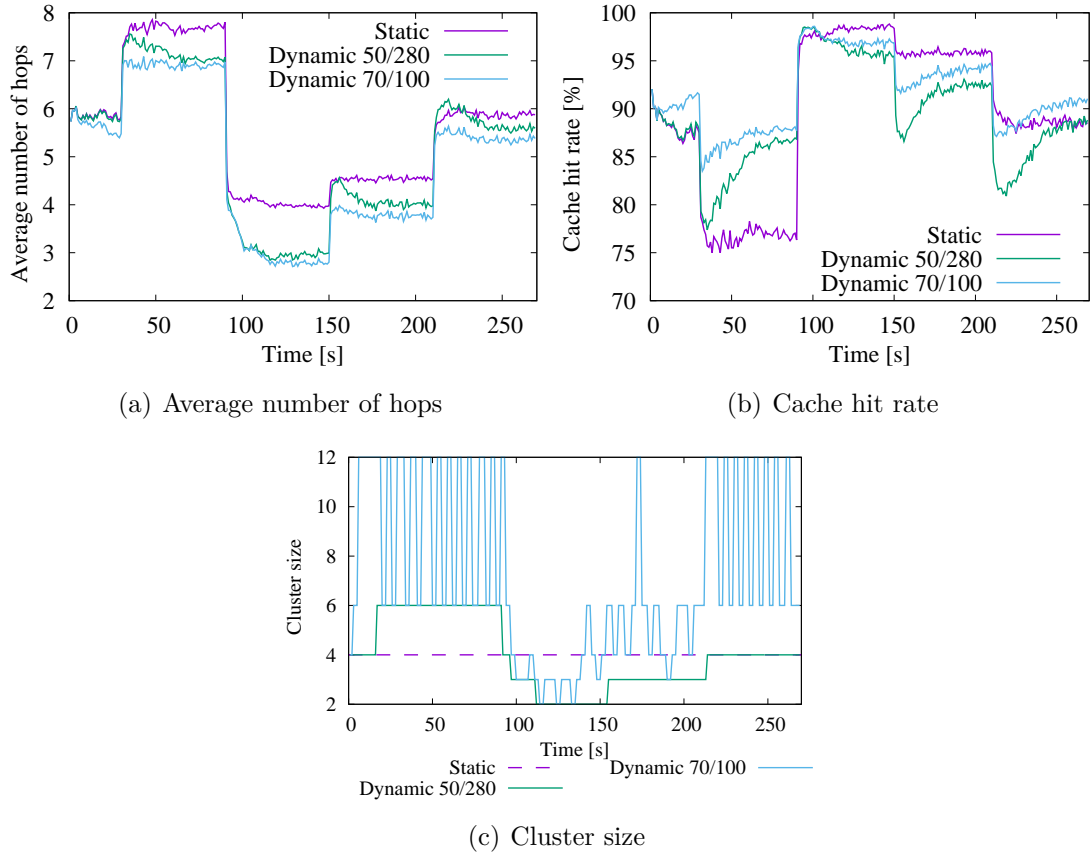 8
7
6
5
4
3
2
Average number of hops
Static
Dynamic 50/280
Dynamic 70/100
0 50 100 150 200 250
Time [s]
(a) Average number of hops
100
95
90
85
80
75
70
Cache hit rate [%]
Static
Dynamic 50/280
Dynamic 70/100
0 50 100 150 200 250
Time [s]
(b) Cache hit rate
12
10
8
6
4
2
Cluster size
0 50 100 150 200 250
Time [s]
Static
Dynamic 50/280
Dynamic 70/100
(c) Cluster size